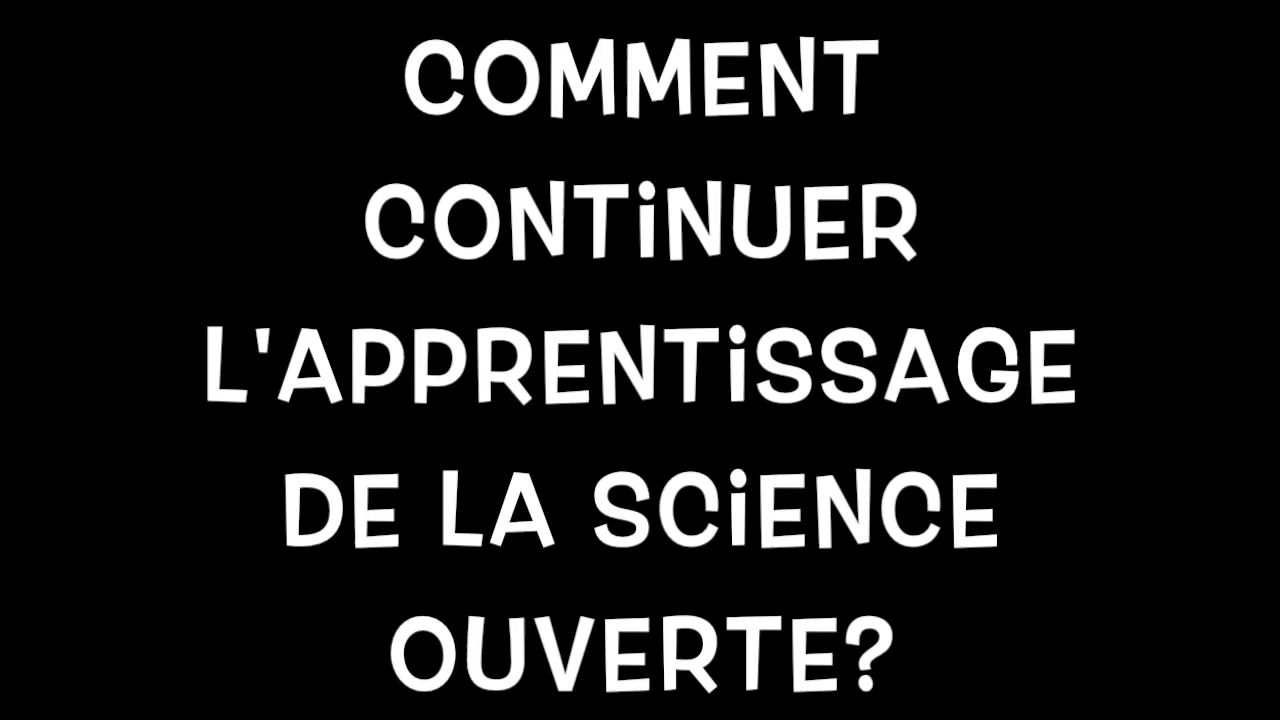 COMMENT
CONTiNUER
L'APPRENTiSSAGE
DE LA SCiENCE
OUVERTE?